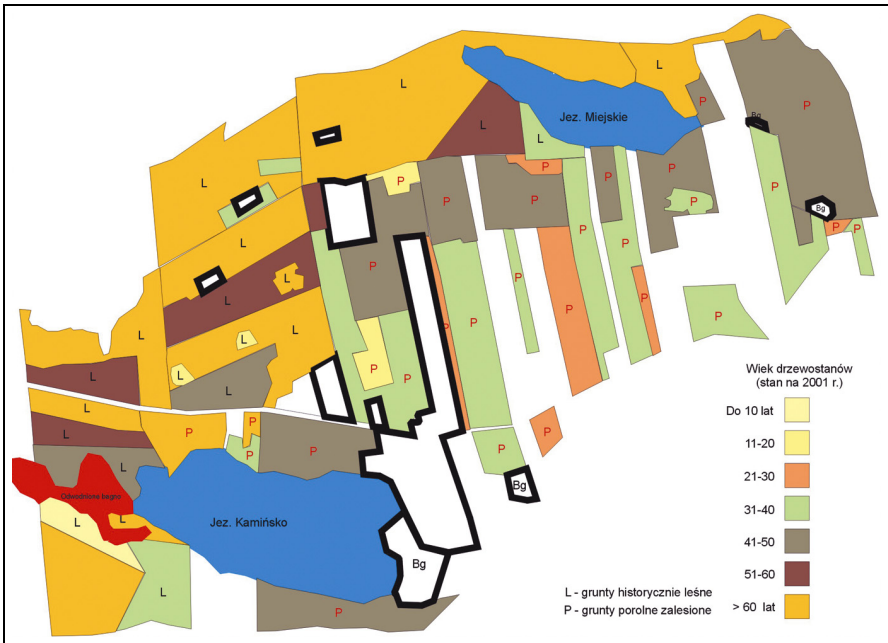 L
L
P
P
L
Bg
Jez. Miejskie
L
P
L
P
P
P
L
P
P
P
P
P
L
P
Bg
P
P
P
L
P
P
P
L
P
L
P
P
P
L
P
P
L
P
L
L
P
P
P
L
L
P
L
P
P
P
L
P
P
L
Odwodnione bagno
Bg
L
L
Jez. Kamińsko
Bg
L
P
Wiek drzewostanów
(stan na 2001 r.)
Do 10 lat
11-20
21-30
31-40
41-50
51-60
> 60 lat
L - grunty historycznie leśne
P - grunty porolne zalesione